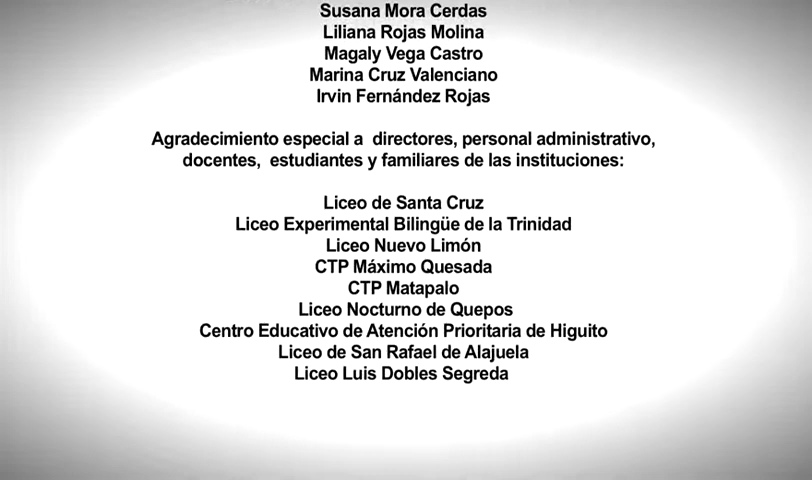 Susana Mora Cerdas
Liliana Rojas Molina
Magaly Vega Castro
Marina Cruz Valenciano
Irvin Fernández Rojas
Agradecimiento especial a directores, personal administrativo,
docentes, estudiantes y familiares de las instituciones:
Liceo de Santa Cruz
Liceo Experimental Bilingüe de la Trinidad
Liceo Nuevo Limón
CTP Máximo Quesada
CTP Matapalo
Liceo Nocturno de Quepos
Centro Educativo de Atención Prioritaria de Higuito
Liceo de San Rafael de Alajuela
Liceo Luis Dobles Segreda